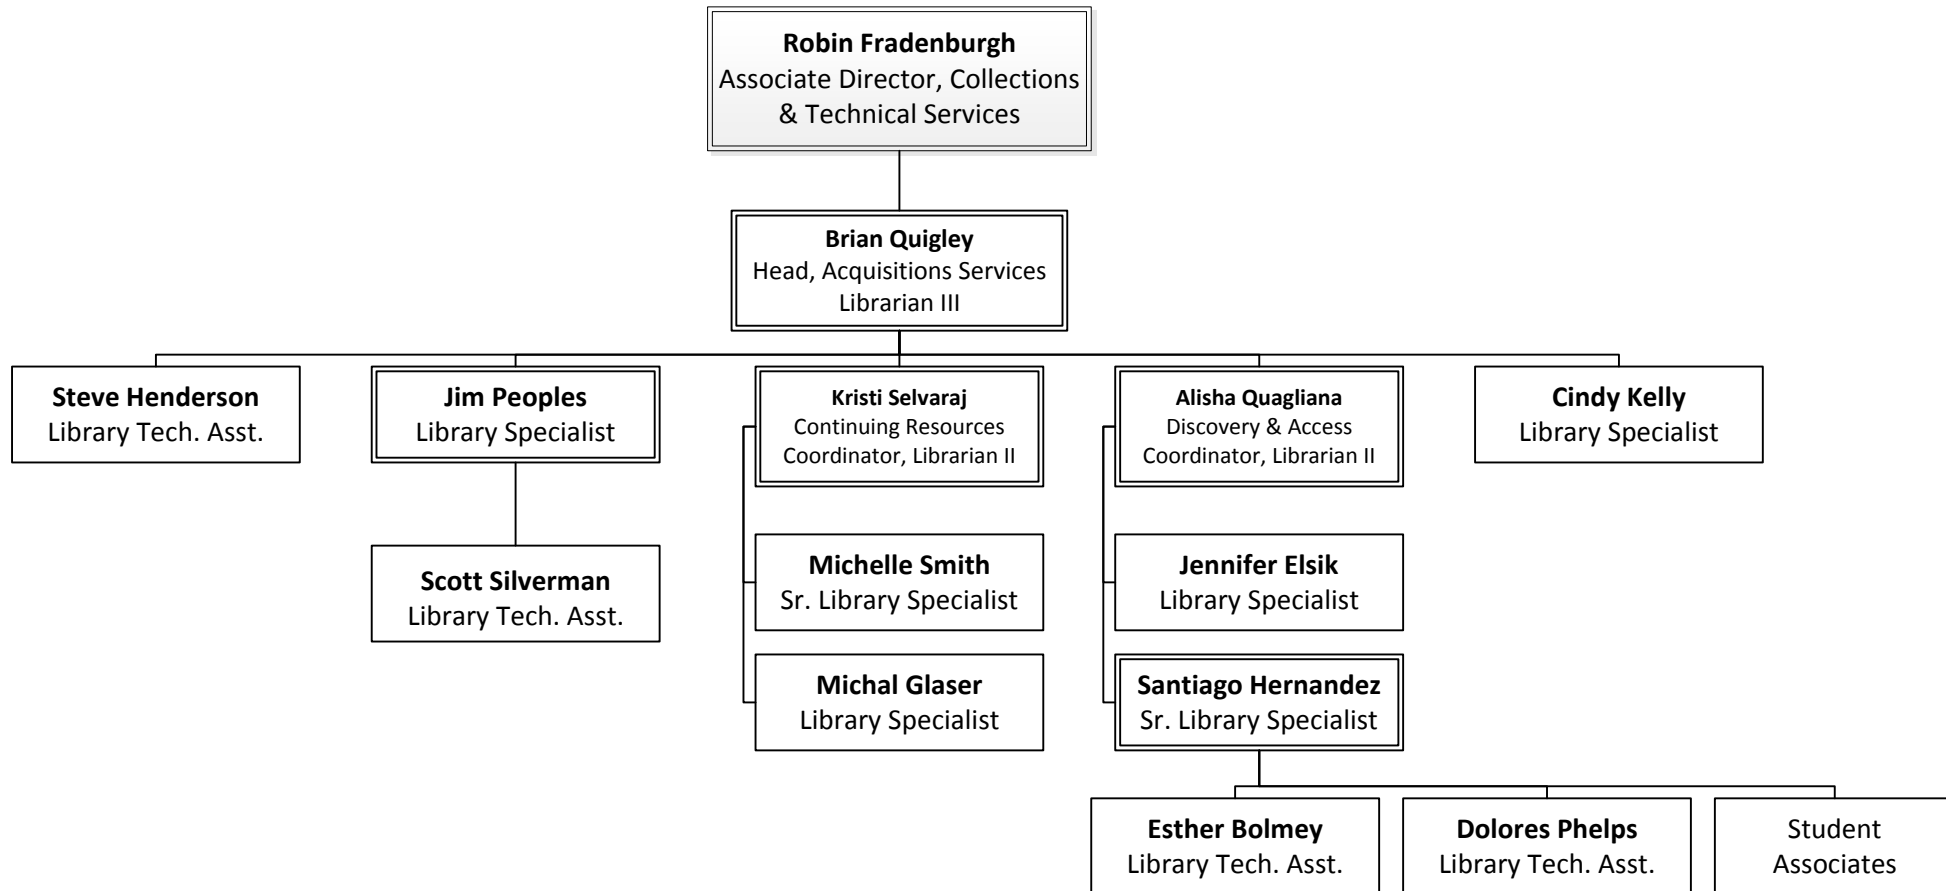 Robin Fradenburgh
Associate Director, Collections
& Technical Services
Brian Quigley
Head, Acquisitions Services
Librarian III
Steve Henderson
Library Tech. Asst.
Jim Peoples
Library Specialist
Kristi Selvaraj
Continuing Resources
Coordinator, Librarian II
Alisha Quagliana
Discovery & Access
Coordinator, Librarian II
Cindy Kelly
Library Specialist
Scott Silverman
Library Tech. Asst.
Michelle Smith
Sr. Library Specialist
Jennifer Elsik
Library Specialist
Michal Glaser
Library Specialist
Santiago Hernandez
Sr. Library Specialist
Esther Bolmey
Library Tech. Asst.
Dolores Phelps
Library Tech. Asst.
Student
Associates